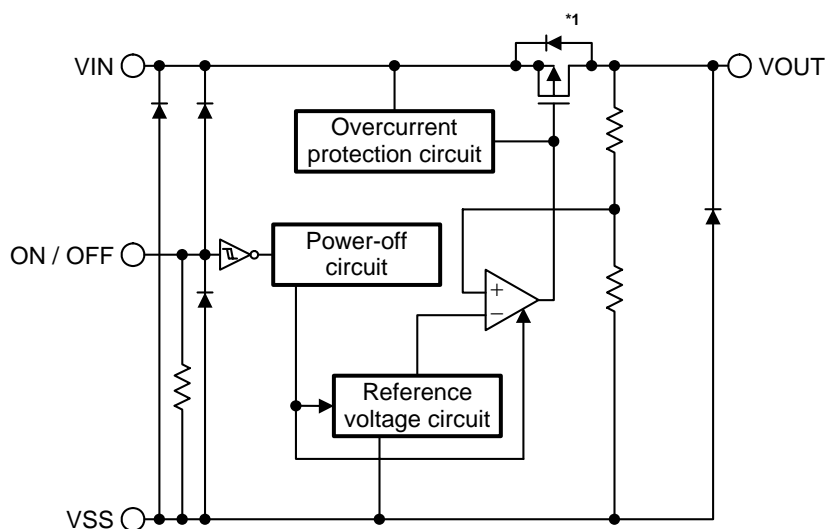 *1
VIN
VOUT
Overcurrent
protection circuit
ON / OFF
Power-off
circuit
+
−
Reference
voltage circuit
VSS